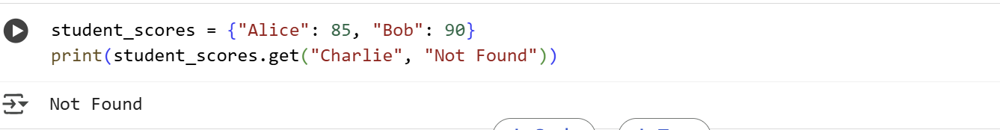 student_scores = {"Alice": 85, "Bob": 90}
print(student_scores.get("Charlie", "Not Found"))
Not Found